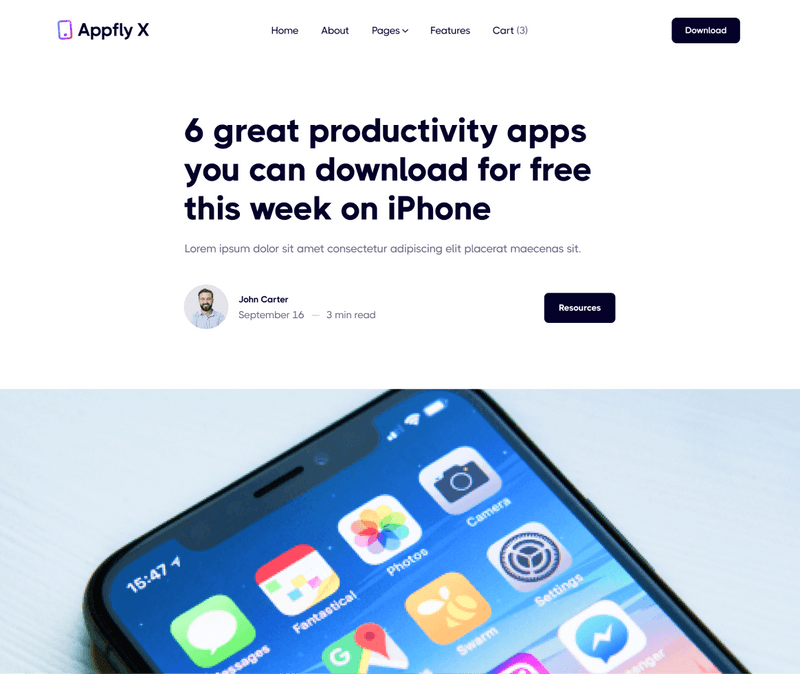 Appfly X
Home About Pages Features Cart (3)
Download
6 great productivity apps
you can download for free
this week on iPhone
Lorem ipsum dolor sit amet consectetur adipiscing elit placerat maecenas sit.
John Carter
September 16 — 3 min read
Resources
15:47
Camera
Photos
Settings
Fantastical
Swarm
essages
enger
G